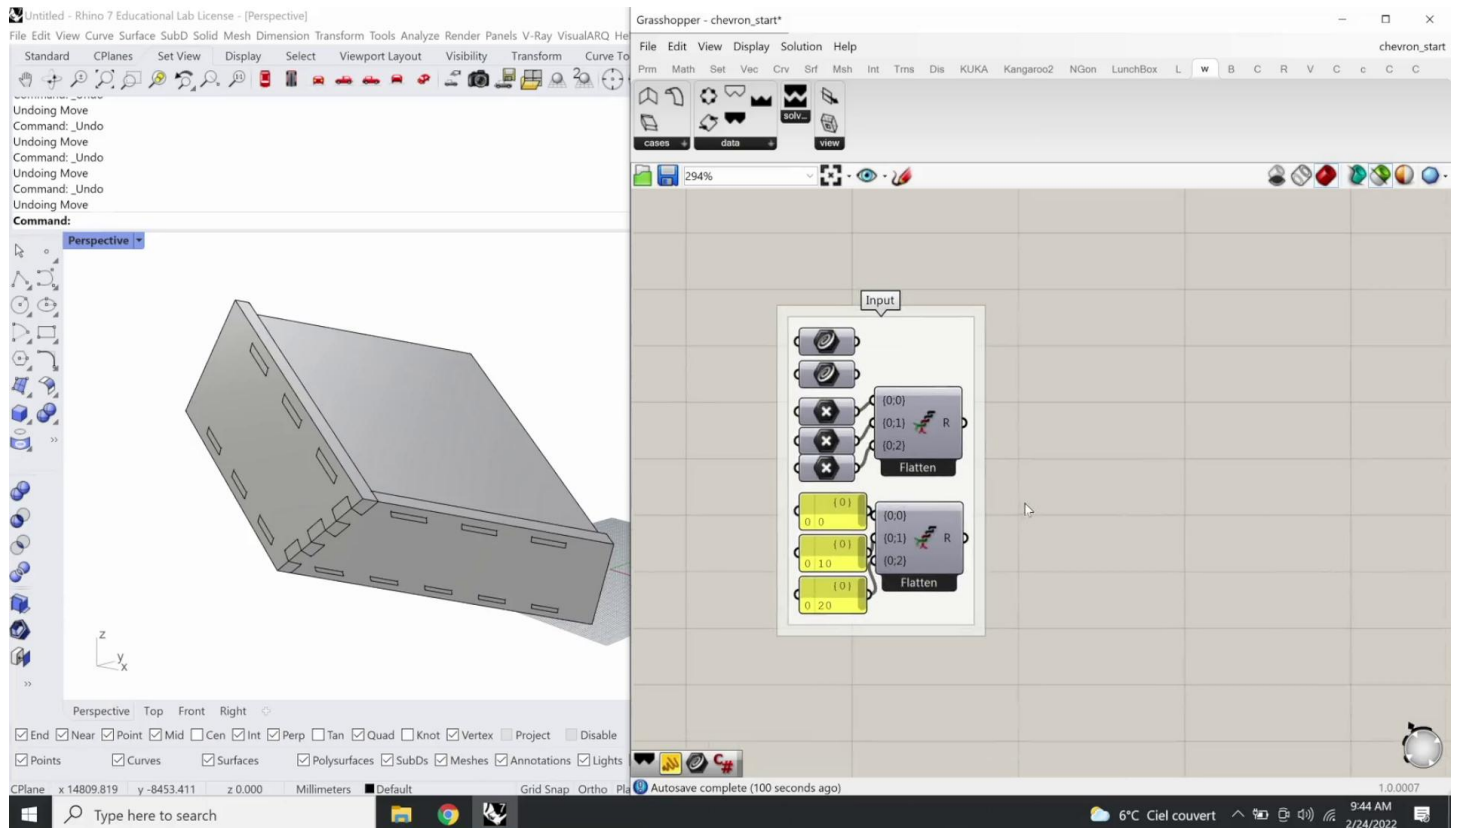 Untitled - Rhino 7 Educational Lab License - [Perspective]
File Edit View Curve Surface SubD Solid Mesh Dimension Transform Tools Analyze Render Panels V-Ray VisualARQ He
Standard CPlanes Set View Display Select Viewport Layout Visibility Transform Curve To
Undoing Move
Command: _Undo
Undoing Move
Command: _Undo
Undoing Move
Command: _Undo
Undoing Move
Command:
Perspective
z
y
x
Perspective Top Front Right
End Near Point Mid Cen Int Perp Tan Quad Knot Vertex Project Disable
Points Curves Surfaces Polysurfaces SubDs Meshes Annotations Lights
CPlane x 14809.819 y -8453.411 z 0.000 Millimeters Default Grid Snap Ortho Pla
Grasshopper - chevron_start*
File Edit View Display Solution Help chevron_start
Prm Math Set Vec Crv Srf Msh Int Trns Dis KUKA Kangaroo2 NGon LunchBox L w B C R V C c C C
solv...
cases data view
294%
Input
{0;0}
{0;1} R
{0;2}
Flatten
{0}
0 0
{0}
0 10
{0}
0 20
{0;0}
{0;1} R
{0;2}
Flatten
Autosave complete (100 seconds ago) 1.0.0007
Type here to search
6°C Ciel couvert
9:44 AM
2/24/2022